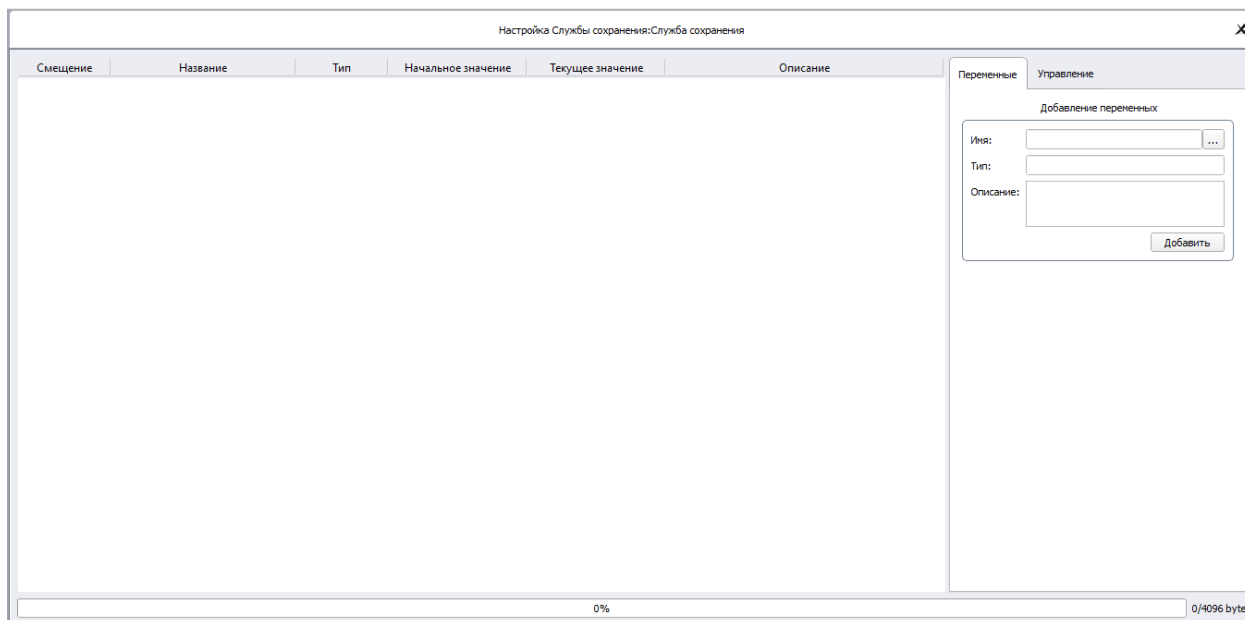 Настройка Службы сохранения:Служба сохранения
Смещение Название Тип Начальное значение Текущее значение Описание
Переменные Управление
Добавление переменных
Имя: ...
Тип:
Описание:
Добавить
0% 0/4096 byte